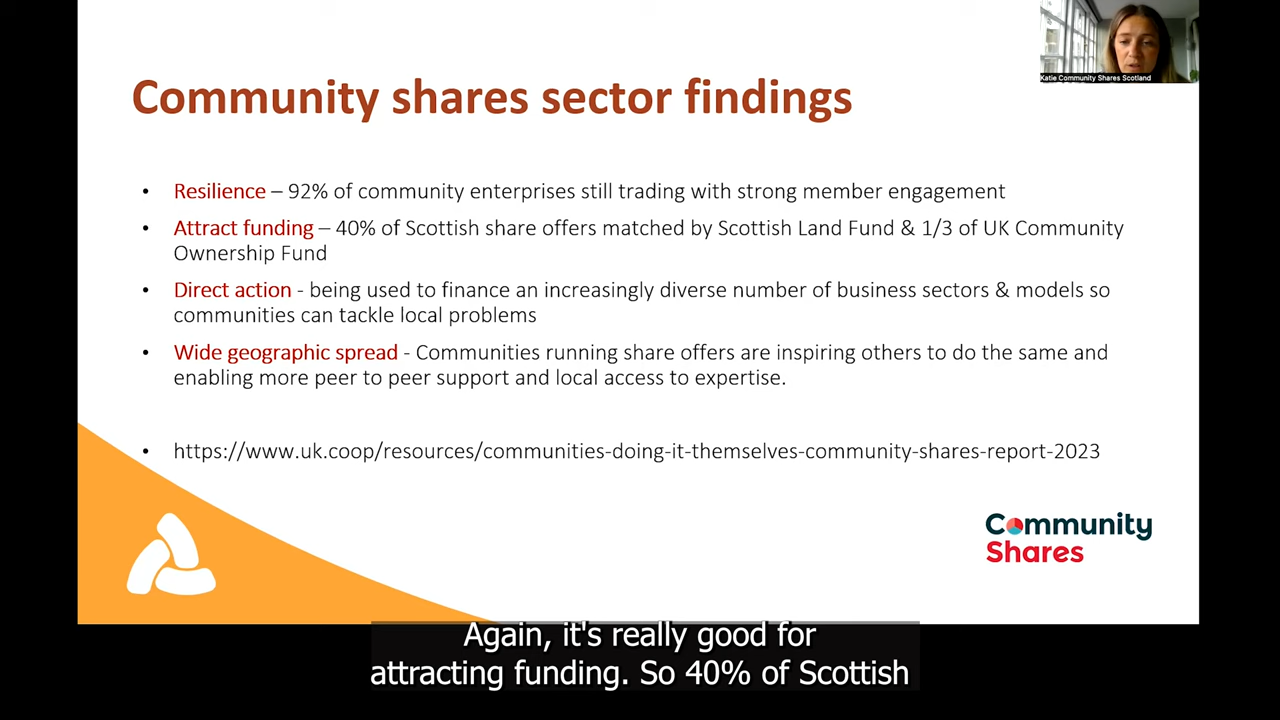 Katie Community Shares Scotland
Community shares sector findings
• Resilience – 92% of community enterprises still trading with strong member engagement
• Attract funding – 40% of Scottish share offers matched by Scottish Land Fund & 1/3 of UK Community
Ownership Fund
• Direct action - being used to finance an increasingly diverse number of business sectors & models so
communities can tackle local problems
• Wide geographic spread - Communities running share offers are inspiring others to do the same and
enabling more peer to peer support and local access to expertise.
• https://www.uk.coop/resources/communities-doing-it-themselves-community-shares-report-2023
Community
Shares
Again, it's really good for
attracting funding. So 40% of Scottish